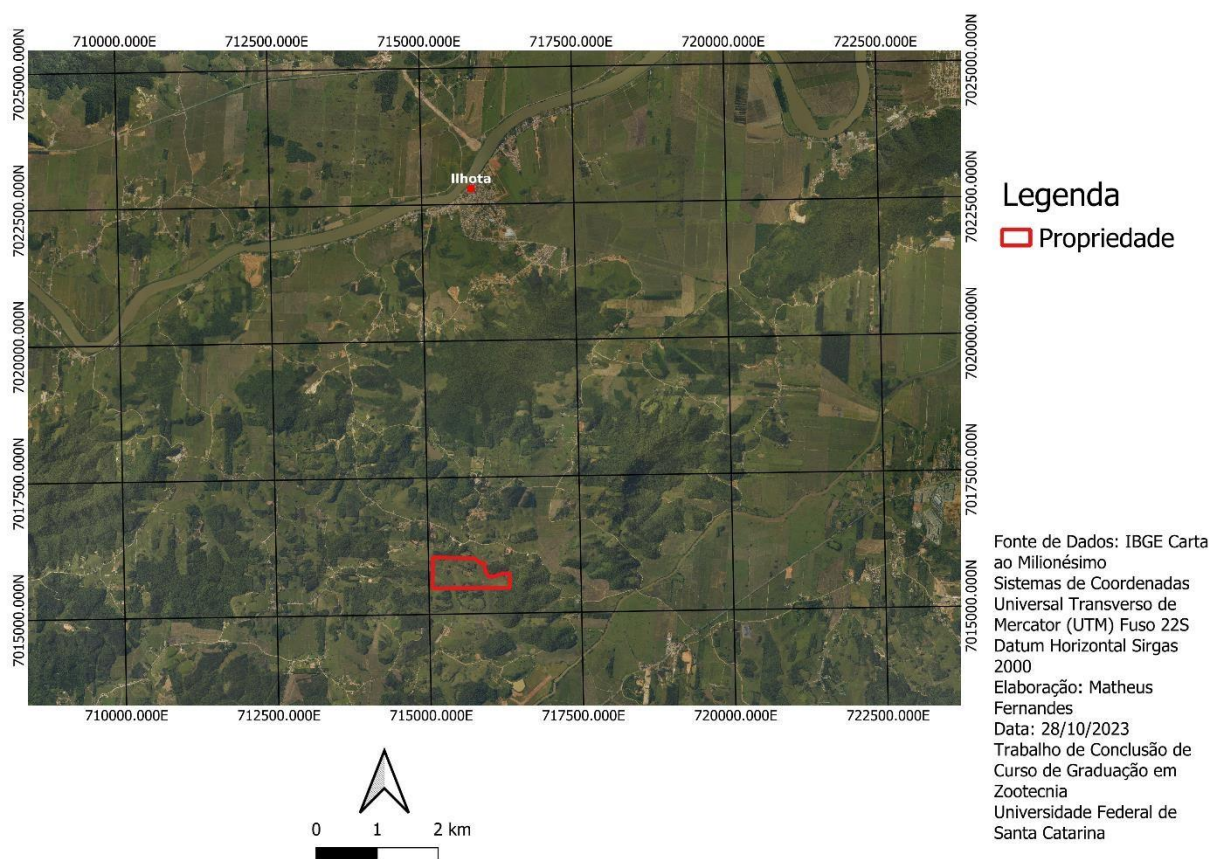 710000.000E 712500.000E 715000.000E 717500.000E 720000.000E 722500.000E
7025000.000N
7022500.000N
7020000.000N
7017500.000N
7015000.000N
Ilhota
7025000.000N
7022500.000N
7020000.000N
7017500.000N
7015000.000N
710000.000E 712500.000E 715000.000E 717500.000E 720000.000E 722500.000E
0 1 2 km
Legenda
Propriedade
Fonte de Dados: IBGE Carta
ao Milionésimo
Sistemas de Coordenadas
Universal Transverso de
Mercator (UTM) Fuso 22S
Datum Horizontal Sirgas
2000
Elaboração: Matheus
Fernandes
Data: 28/10/2023
Trabalho de Conclusão de
Curso de Graduação em
Zootecnia
Universidade Federal de
Santa Catarina